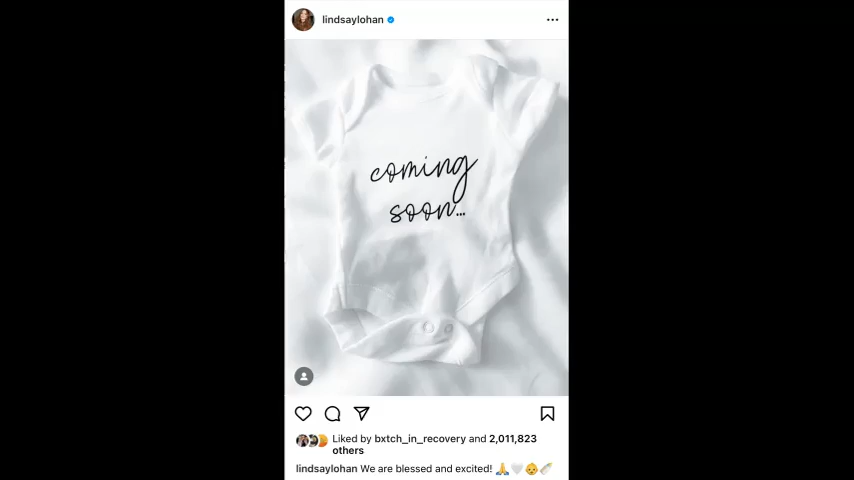 lindsaylohan
coming
soon...
Liked by bxtch_in_recovery and 2,011,823
others
lindsaylohan We are blessed and excited! 🙏🤍👶🍼